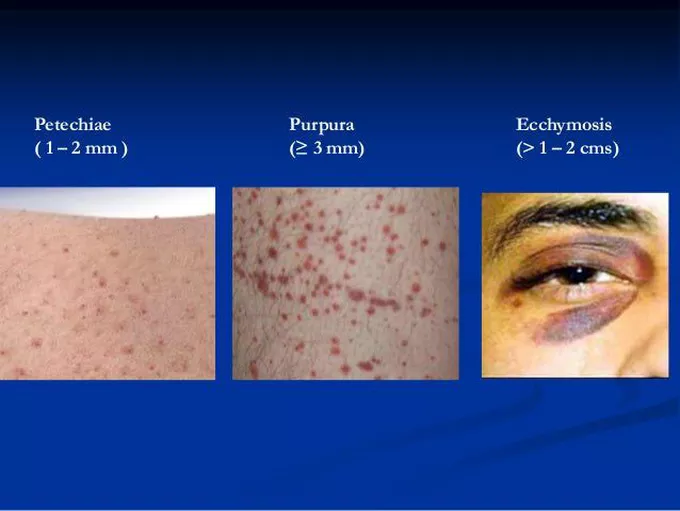 Petechiae
( 1 – 2 mm )
Purpura
(≥ 3 mm)
Ecchymosis
(> 1 – 2 cms)